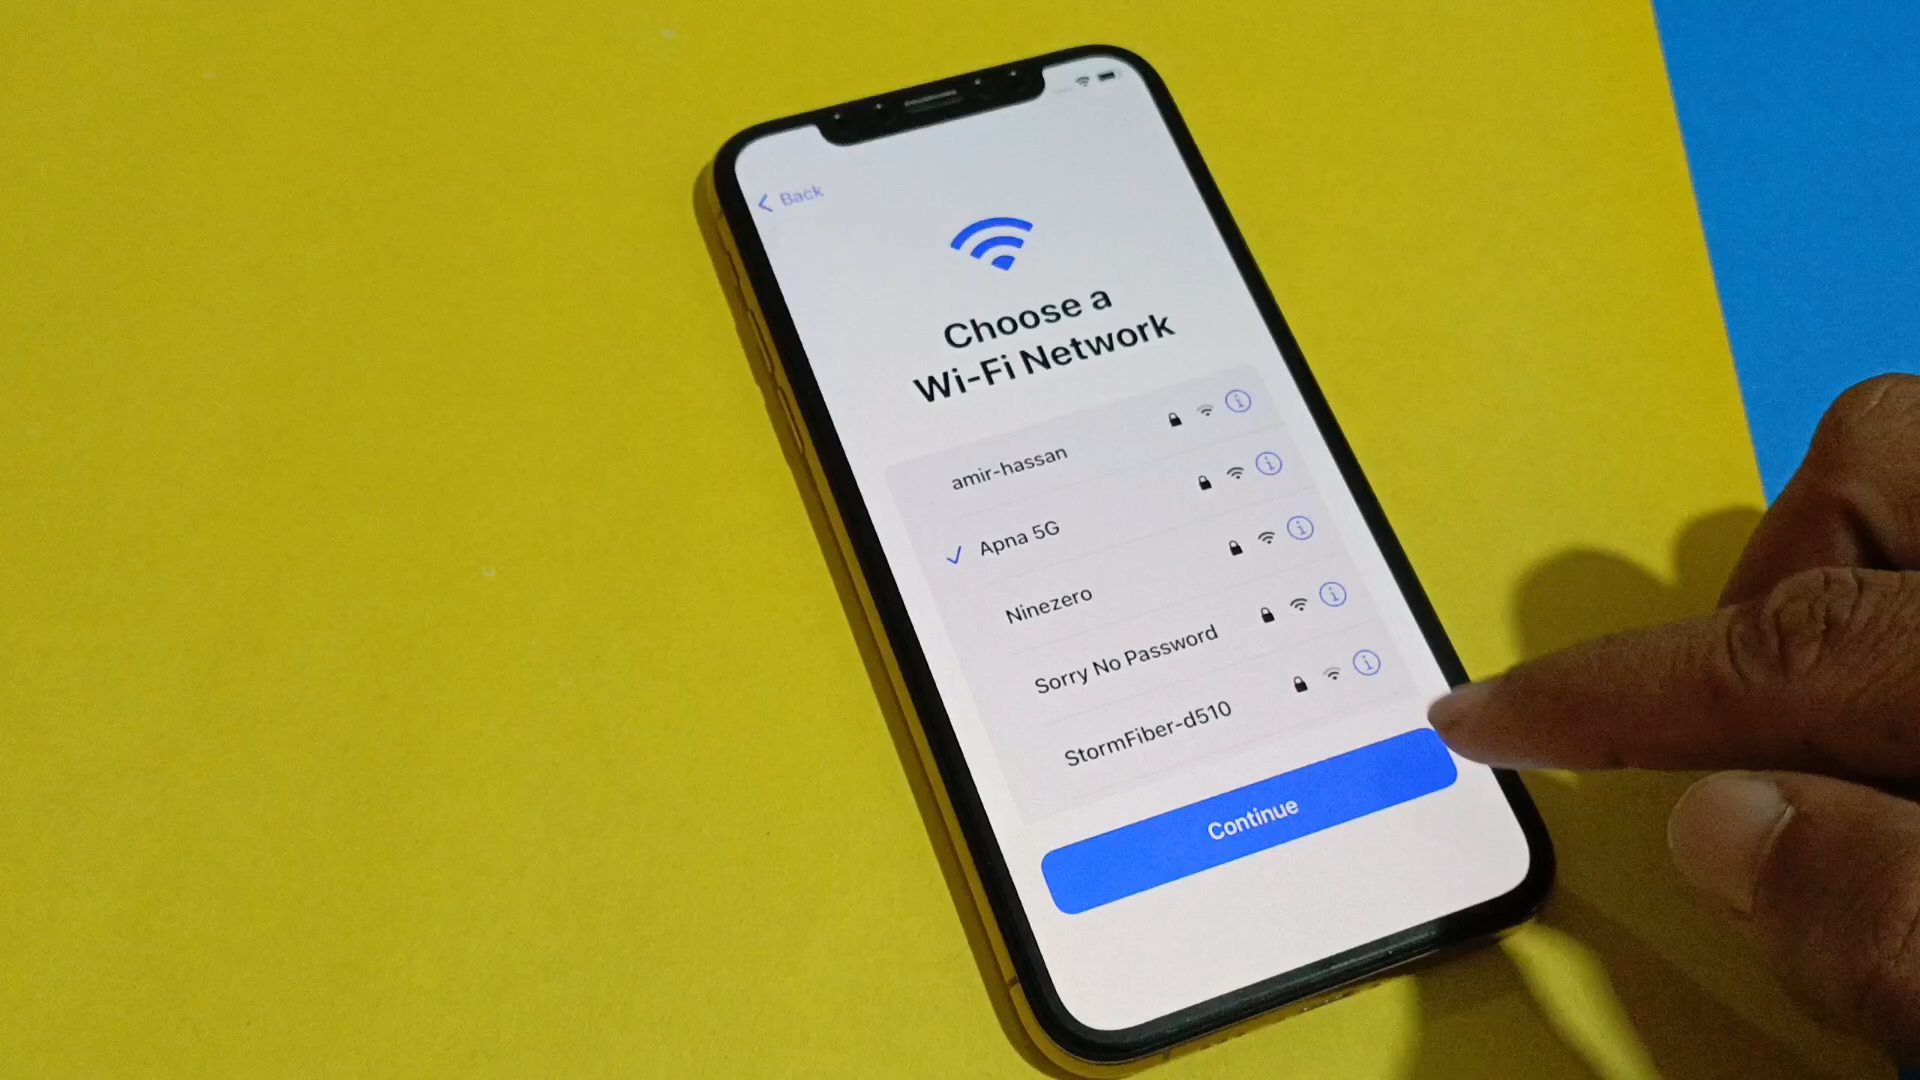 Back
Choose a
Wi-Fi Network
amir-hassan
Apna 5G
Ninezero
Sorry No Password
StormFiber-d510
Continue